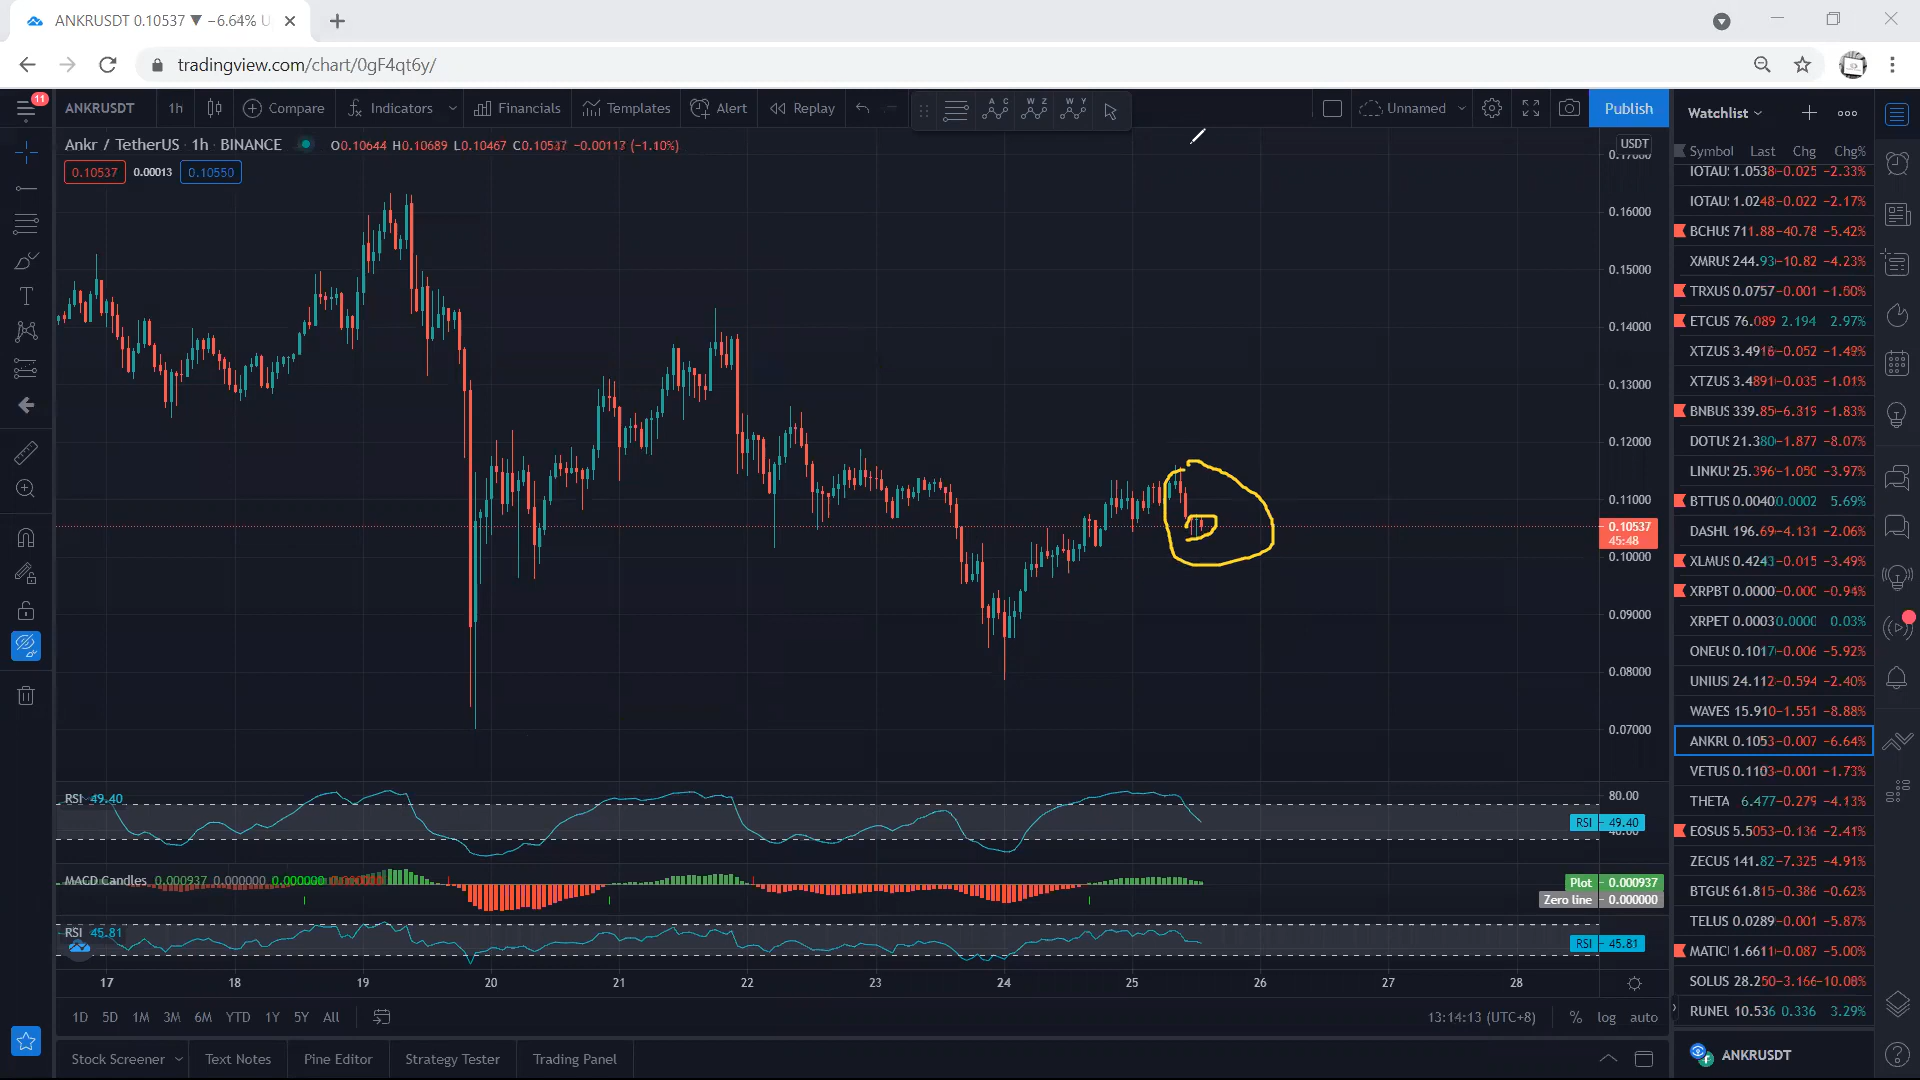 ANKRUSDT 0.10537 ▼ −6.64% U
tradingview.com/chart/0gF4qt6y/
11
ANKRUSDT 1h Compare Indicators Financials Templates Alert Replay A C W Z W Y Unnamed Publish
Ankr / TetherUS · 1h · BINANCE O0.10644 H0.10689 L0.10467 C0.10537 −0.00117 (−1.10%)
0.10537 0.00013 0.10550
USDT
0.17000
0.16000
0.15000
0.14000
0.13000
0.12000
0.11000
0.10537
45:48
0.10000
0.09000
0.08000
0.07000
RSI 49.40
80.00
RSI 49.40
40.00
MACD Candles 0.000937 0.000000 0.000000
Plot 0.000937
Zero line 0.000000
RSI 45.81
RSI 45.81
17 18 19 20 21 22 23 24 25 26 27 28
1D 5D 1M 3M 6M YTD 1Y 5Y All 13:14:13 (UTC+8) % log auto
Stock Screener Text Notes Pine Editor Strategy Tester Trading Panel
Watchlist
Symbol Last Chg Chg%
IOTAU 1.0538 −0.025 −2.33%
IOTAU 1.0248 −0.022 −2.17%
BCHUS 711.88 −40.78 −5.42%
XMRUS 244.93 −10.82 −4.23%
TRXUS 0.0757 −0.001 −1.60%
ETCUS 76.089 2.194 2.97%
XTZUS 3.4916 −0.052 −1.48%
XTZUS 3.4891 −0.035 −1.01%
BNBUS 339.85 −6.319 −1.83%
DOTUS 21.380 −1.877 −8.07%
LINKUS 25.396 −1.050 −3.97%
BTTUS 0.0040 0.0002 5.69%
DASHU 196.69 −4.131 −2.06%
XLMUS 0.4243 −0.015 −3.49%
XRPBT 0.0000 −0.000 −0.94%
XRPET 0.0003 0.0000 0.03%
ONEUS 0.1017 −0.006 −5.92%
UNIUS 24.112 −0.594 −2.40%
WAVES 15.910 −1.551 −8.88%
ANKRU 0.1053 −0.007 −6.64%
VETUS 0.1103 −0.001 −1.73%
THETA 6.477 −0.279 −4.13%
EOSUS 5.5053 −0.136 −2.41%
ZECUS 141.82 −7.325 −4.91%
BTGUS 61.815 −0.386 −0.62%
TELUS 0.0289 −0.001 −5.87%
MATIC 1.6611 −0.087 −5.00%
SOLUS 28.250 −3.166 −10.08%
RUNEU 10.536 0.336 3.29%
ANKRUSDT